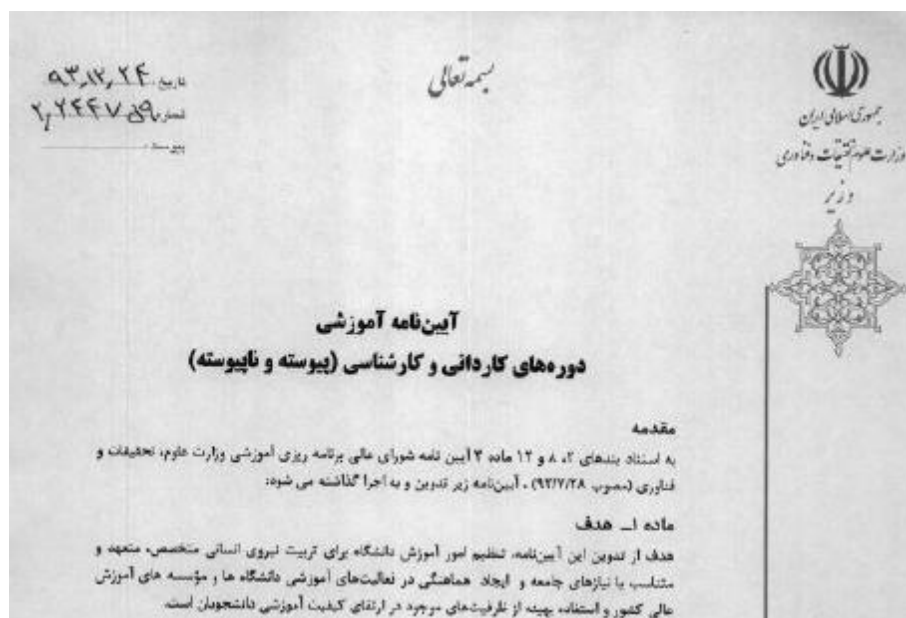 بسمه تعالی
جمهوری اسلامی ایران
وزارت علوم تحقیقات و فناوری
وزیر
تاریخ ۹۳٫۱۲٫۲۴
شماره
پیوست
آیین‌نامه آموزشی
دوره‌های کاردانی و کارشناسی (پیوسته و ناپیوسته)
مقدمه
به استناد بندهای ۲، ۸ و ۱۲ ماده ۴ آیین نامه شورای عالی برنامه ریزی آموزشی وزارت علوم، تحقیقات و
فناوری (مصوب ۹۲/۷/۲۸) ، آیین‌نامه زیر تدوین و به اجرا گذاشته می شود:
ماده ۱ــ هدف
هدف از تدوین این آیین‌نامه، تنظیم امور آموزش دانشگاه برای تربیت نیروی انسانی متخصص، متعهد و
متناسب با نیازهای جامعه و ایجاد هماهنگی در فعالیت‌های آموزشی دانشگاه ها و مؤسسه های آموزش
عالی کشور و استفاده بهینه از ظرفیت‌های موجود در ارتقای کیفیت آموزشی دانشجویان است.